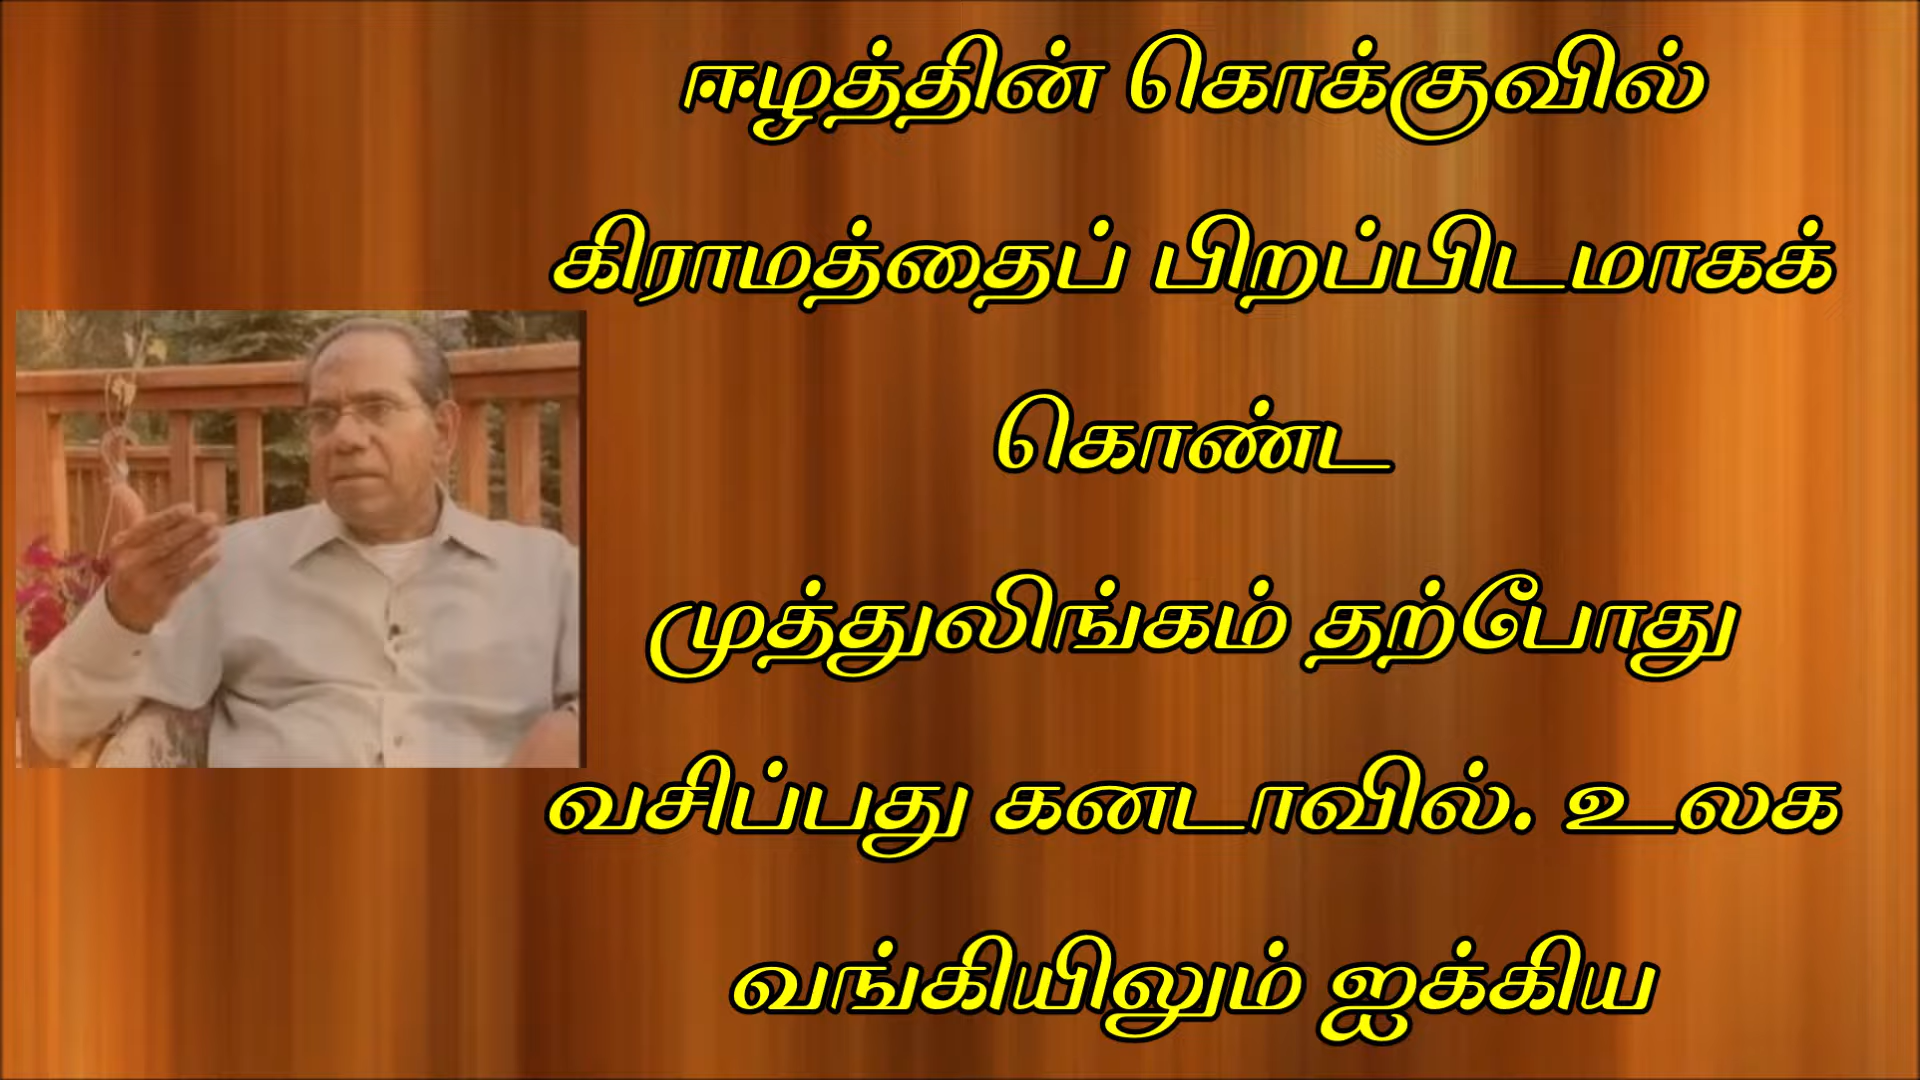 ஈழத்தின் கொக்குவில்
கிராமத்தைப் பிறப்பிடமாகக்
கொண்ட
முத்துலிங்கம் தற்போது
வசிப்பது கனடாவில். உலக
வங்கியிலும் ஐக்கிய